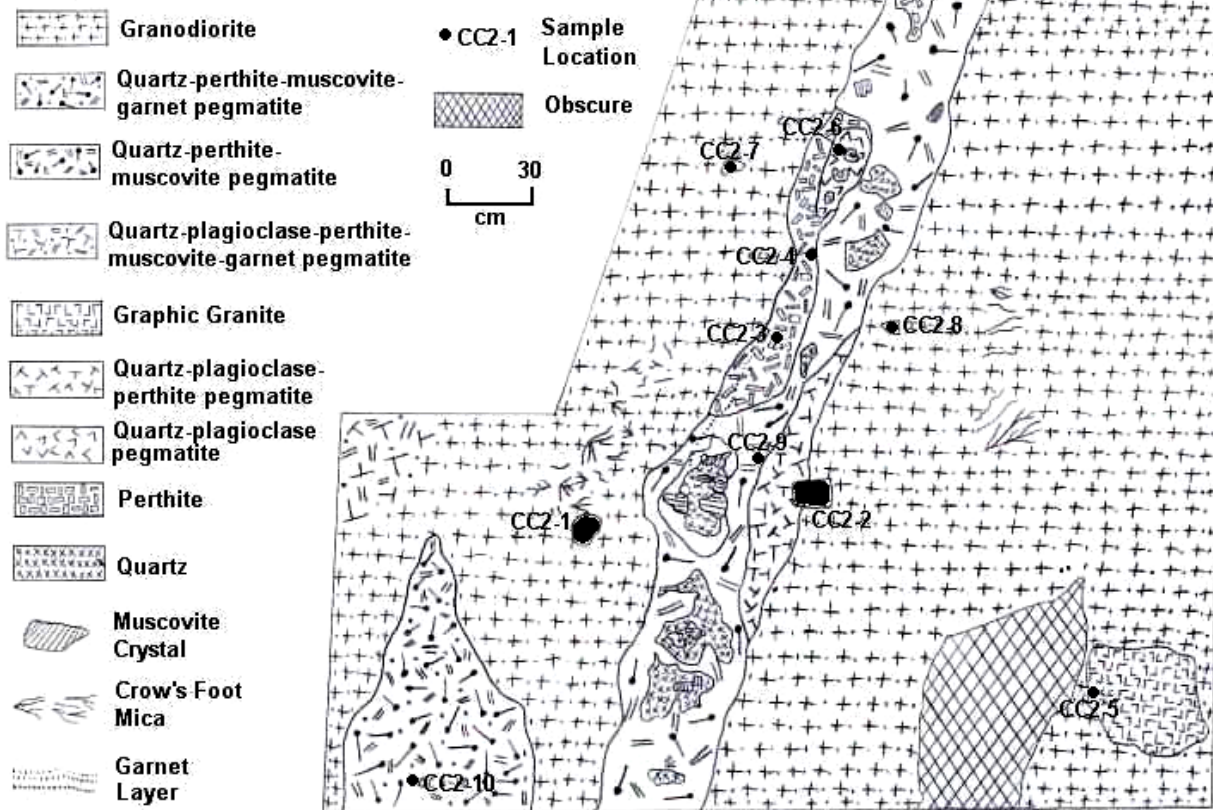 Granodiorite
Quartz-perthite-muscovite-
garnet pegmatite
Quartz-perthite-
muscovite pegmatite
Quartz-plagioclase-perthite-
muscovite-garnet pegmatite
Graphic Granite
Quartz-plagioclase-
perthite pegmatite
Quartz-plagioclase
pegmatite
Perthite
Quartz
Muscovite
Crystal
Crow's Foot
Mica
Garnet
Layer
CC2-1 Sample
Location
Obscure
0 30
cm
CC2-6
CC2-7
CC2-4
CC2-3
CC2-8
CC2-9
CC2-1
CC2-2
CC2-5
CC2-10